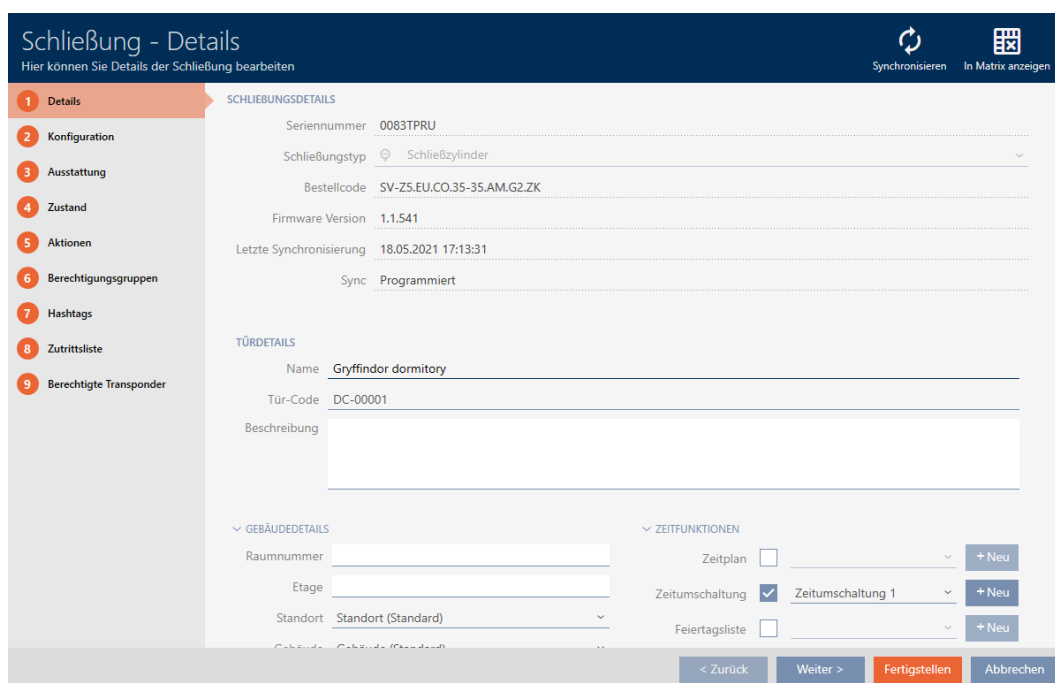 Schließung - Details
Hier können Sie Details der Schließung bearbeiten
Synchronisieren
In Matrix anzeigen
1 Details
2 Konfiguration
3 Ausstattung
4 Zustand
5 Aktionen
6 Berechtigungsgruppen
7 Hashtags
8 Zutrittsliste
9 Berechtigte Transponder
SCHLIEßUNGSDETAILS
Seriennummer 0083TPRU
Schließungstyp Schließzylinder
Bestellcode SV-Z5.EU.CO.35-35.AM.G2.ZK
Firmware Version 1.1.541
Letzte Synchronisierung 18.05.2021 17:13:31
Sync Programmiert
TÜRDETAILS
Name Gryffindor dormitory
Tür-Code DC-00001
Beschreibung
GEBÄUDEDETAILS
Raumnummer
Etage
Standort Standort (Standard)
Gebäude Gebäude (Standard)
ZEITFUNKTIONEN
Zeitplan + Neu
Zeitumschaltung Zeitumschaltung 1 + Neu
Feiertagsliste + Neu
< Zurück
Weiter >
Fertigstellen
Abbrechen